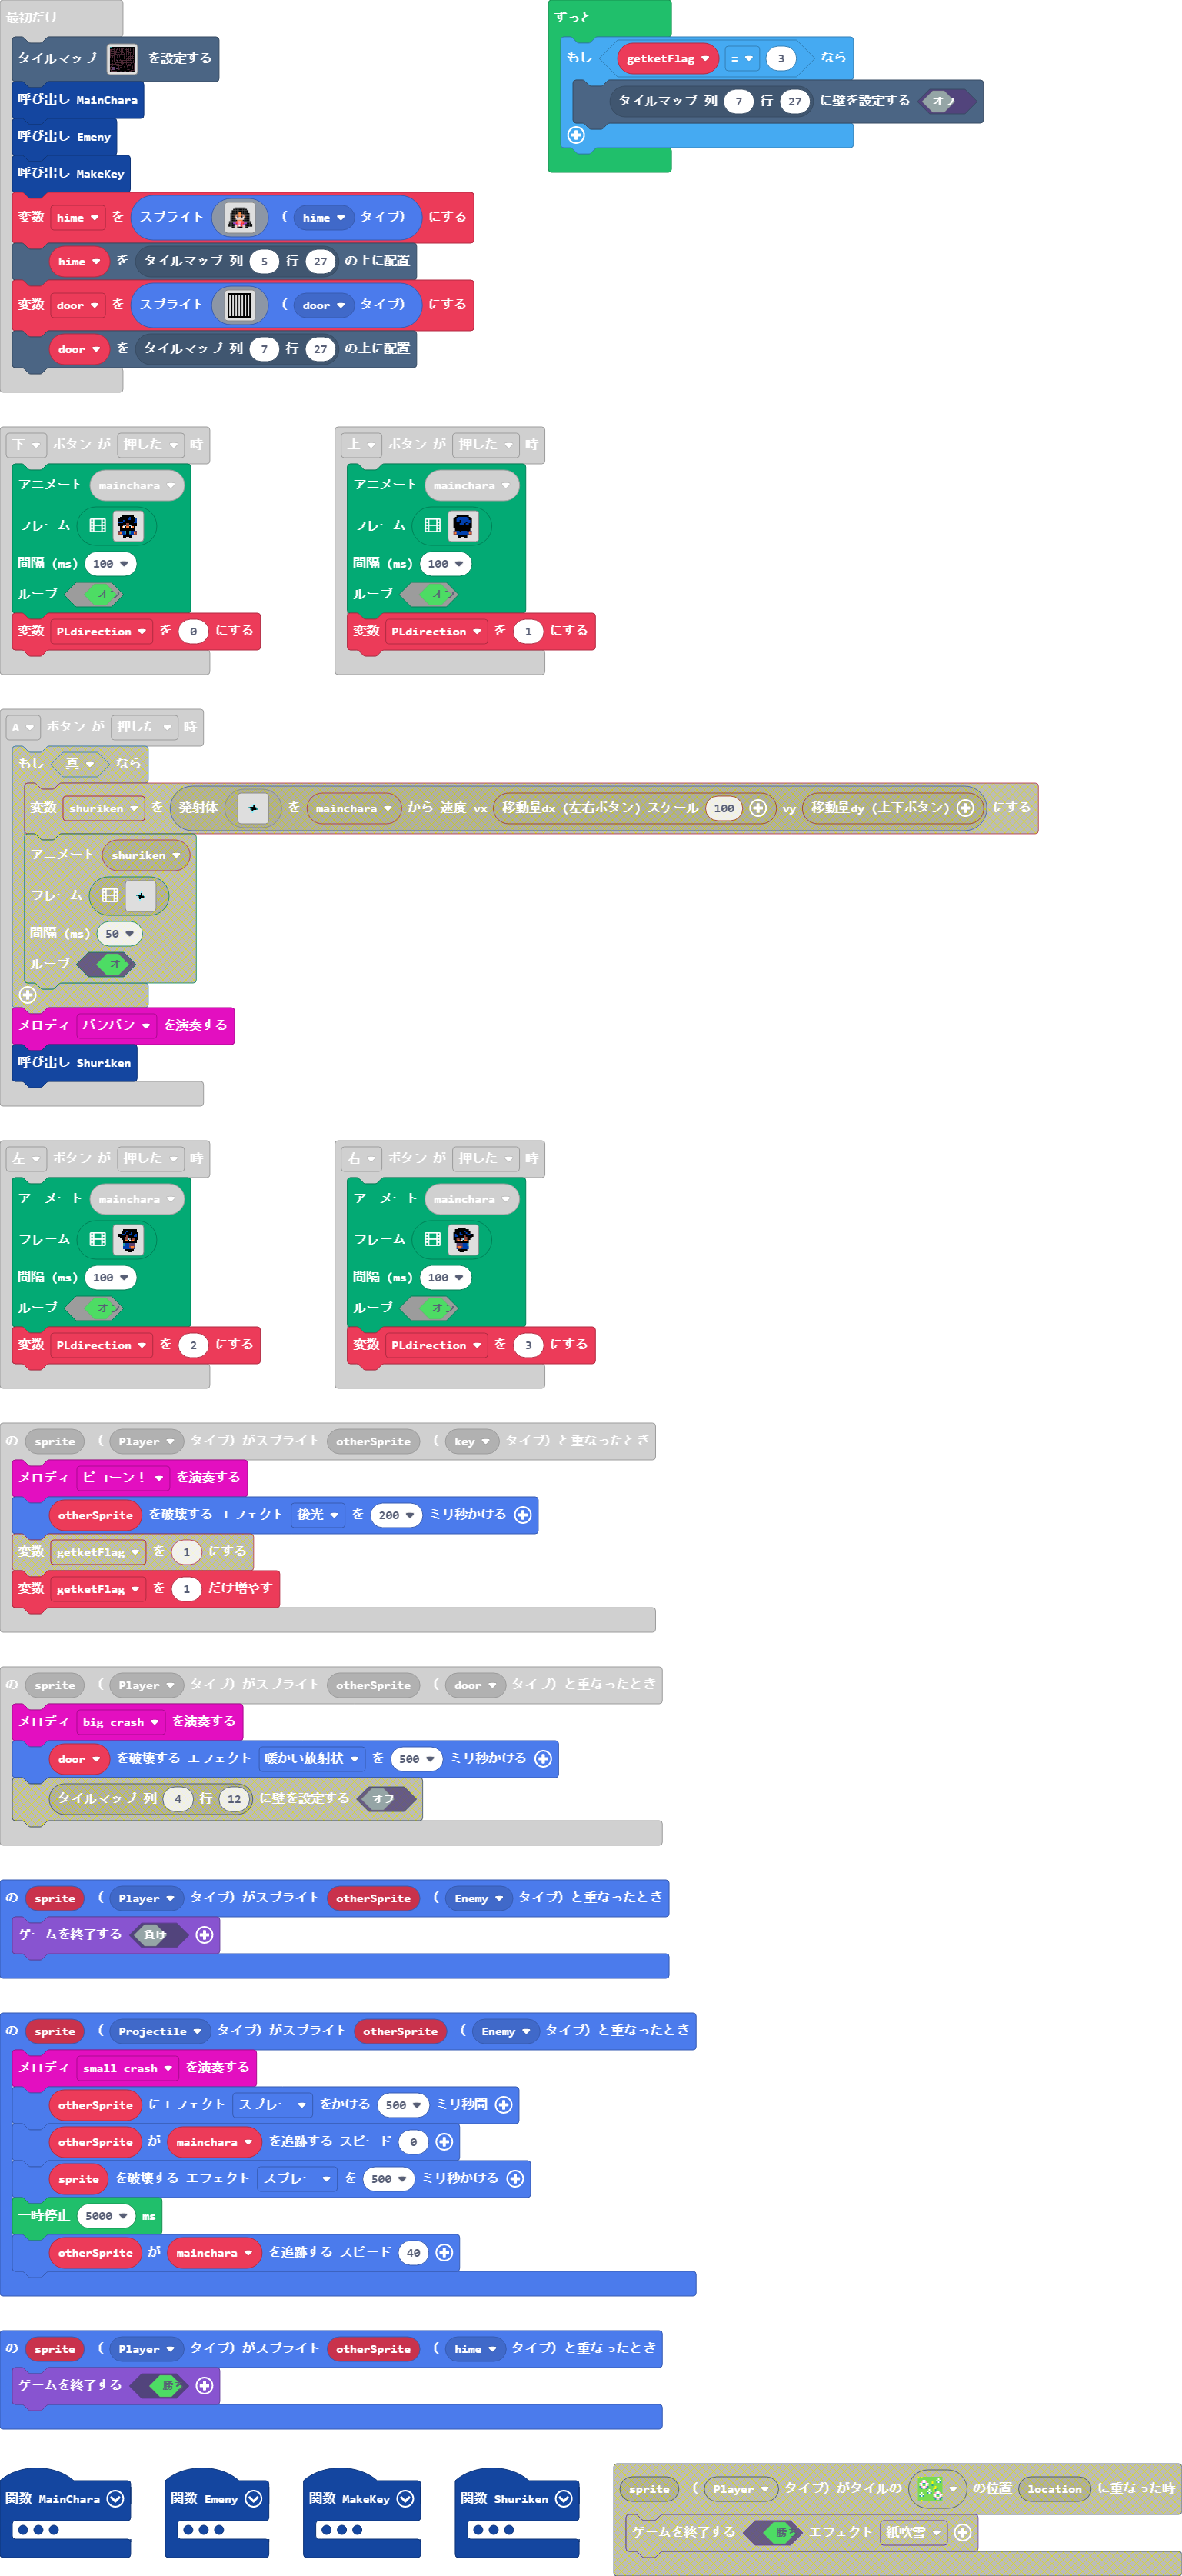 最初だけ
タイルマップ を設定する
呼び出し MainChara
呼び出し Emeny
呼び出し MakeKey
変数 hime を スプライト ( hime タイプ) にする
hime を タイルマップ 列 5 行 27 の上に配置
変数 door を スプライト ( door タイプ) にする
door を タイルマップ 列 7 行 27 の上に配置
ずっと
もし getketFlag = 3 なら
タイルマップ 列 7 行 27 に壁を設定する オフ
下 ボタン が 押した 時
アニメート mainchara
フレーム
間隔 (ms) 100
ループ オン
変数 PLdirection を 0 にする
上 ボタン が 押した 時
アニメート mainchara
フレーム
間隔 (ms) 100
ループ オン
変数 PLdirection を 1 にする
A ボタン が 押した 時
もし 真 なら
変数 shuriken を 発射体 を mainchara から 速度 vx 移動量dx (左右ボタン) スケール 100 vy 移動量dy (上下ボタン) にする
アニメート shuriken
フレーム
間隔 (ms) 50
ループ オ
メロディ バンバン を演奏する
呼び出し Shuriken
左 ボタン が 押した 時
アニメート mainchara
フレーム
間隔 (ms) 100
ループ オン
変数 PLdirection を 2 にする
右 ボタン が 押した 時
アニメート mainchara
フレーム
間隔 (ms) 100
ループ オン
変数 PLdirection を 3 にする
の sprite ( Player タイプ) がスプライト otherSprite ( key タイプ) と重なったとき
メロディ ピコーン! を演奏する
otherSprite を破壊する エフェクト 後光 を 200 ミリ秒かける
変数 getketFlag を 1 にする
変数 getketFlag を 1 だけ増やす
の sprite ( Player タイプ) がスプライト otherSprite ( door タイプ) と重なったとき
メロディ big crash を演奏する
door を破壊する エフェクト 暖かい放射状 を 500 ミリ秒かける
タイルマップ 列 4 行 12 に壁を設定する オフ
の sprite ( Player タイプ) がスプライト otherSprite ( Enemy タイプ) と重なったとき
ゲームを終了する 負け
の sprite ( Projectile タイプ) がスプライト otherSprite ( Enemy タイプ) と重なったとき
メロディ small crash を演奏する
otherSprite にエフェクト スプレー をかける 500 ミリ秒間
otherSprite が mainchara を追跡する スピード 0
sprite を破壊する エフェクト スプレー を 500 ミリ秒かける
一時停止 5000 ms
otherSprite が mainchara を追跡する スピード 40
の sprite ( Player タイプ) がスプライト otherSprite ( hime タイプ) と重なったとき
ゲームを終了する 勝ち
関数 MainChara
関数 Emeny
関数 MakeKey
関数 Shuriken
sprite ( Player タイプ) がタイルの の位置 location に重なった時
ゲームを終了する 勝ち エフェクト 紙吹雪